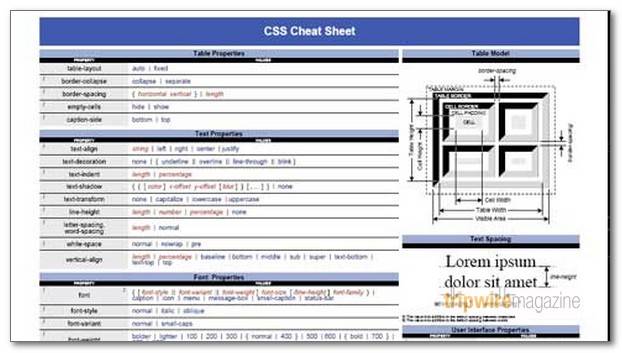 CSS Cheat Sheet
Table Properties
PROPERTY VALUES
table-layout auto | fixed
border-collapse collapse | separate
border-spacing { horizontal vertical } | length
empty-cells hide | show
caption-side bottom | top
Text Properties
PROPERTY VALUES
text-align string | left | right | center | justify
text-decoration none | { underline || overline || line-through || blink }
text-indent length | percentage
text-shadow
text-transform none | capitalize | lowercase | uppercase
line-height length | number | percentage | none
letter-spacing,
word-spacing length | normal
white-space normal | nowrap | pre
vertical-align length | percentage | baseline | bottom | middle | sub | super | text-bottom |
text-top | top
Font Properties
PROPERTY VALUES
font { [ font-style || font-variant || font-weight ] font-size [ /line-height ] font-family } |
caption | icon | menu | message-box | small-caption | status-bar
font-style normal | italic | oblique
font-variant normal | small-caps
font-weight bolder | lighter | 100 | 200 | 300 | { normal | 400 } | 500 | 600 | { bold | 700 } |
Table Model
border-spacing
TABLE MARGIN
TABLE BORDER
CELL BORDER
CELL PADDING
CELL
Table Height
Cell Height
border-spacing
Cell Width
Table Width
Visible Area
Text Spacing
Lorem ipsum
dolor sit amet
line-height
tripwiremagazine
User Interface Properties
PROPERTY VALUES